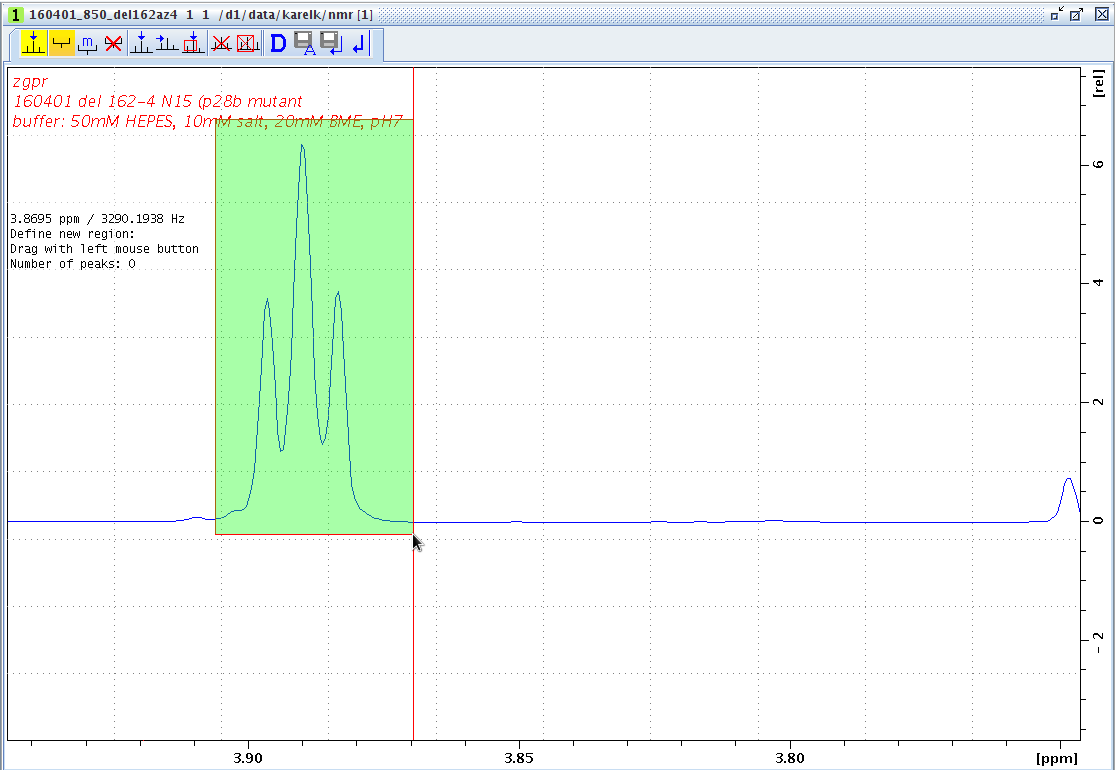 1 160401_850_del162az4 1 1 /d1/data/karelk/nmr [1]
m D A
zgpr
160401 del 162-4 N15 (p28b mutant
buffer: 50mM HEPES, 10mM salt, 20mM BME, pH7
3.8695 ppm / 3290.1938 Hz
Define new region:
Drag with left mouse button
Number of peaks: 0
[rel]
6
4
2
0
-2
3.90 3.85 3.80 [ppm]